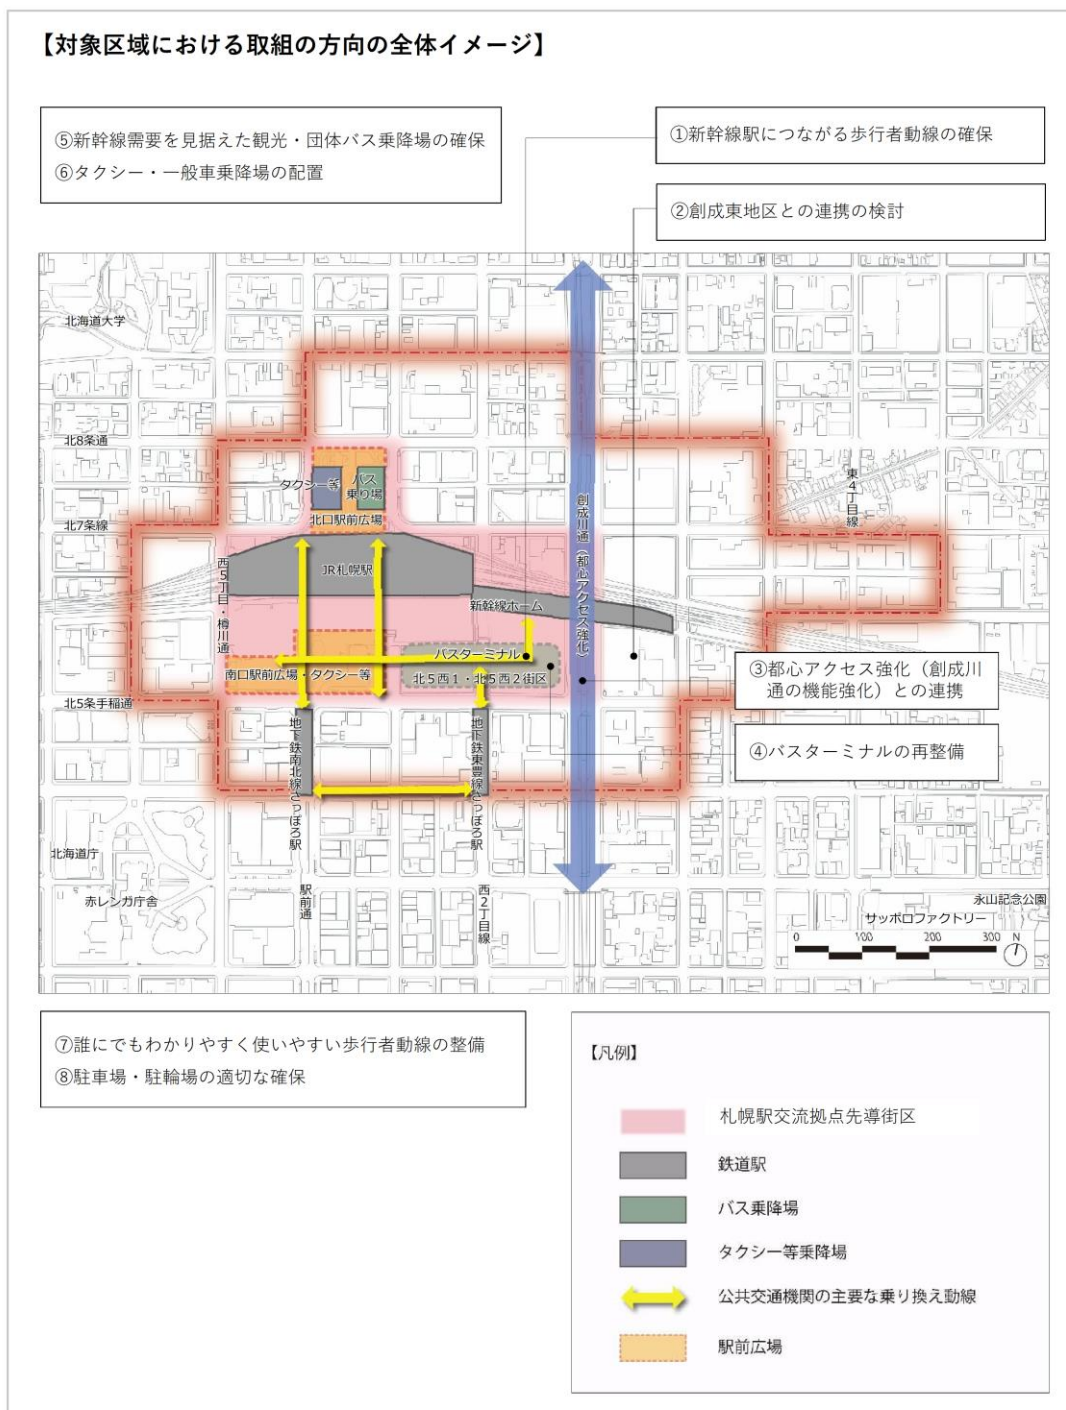 【対象区域における取組の方向の全体イメージ】
⑤新幹線需要を見据えた観光・団体バス乗降場の確保
⑥タクシー・一般車乗降場の配置
①新幹線駅につながる歩行者動線の確保
②創成東地区との連携の検討
北海道大学
北8条通
東4丁目線
タクシー等
バス
乗り場
北口駅前広場
北7条線
創成川通（都心アクセス強化）
西5丁目・樽川通
JR札幌駅
新幹線ホーム
バスターミナル
南口駅前広場・タクシー等
北5西1・北5西2街区
北5条手稲通
③都心アクセス強化（創成川
通の機能強化）との連携
④バスターミナルの再整備
地下鉄南北線さっぽろ駅
地下鉄東豊線さっぽろ駅
北海道庁
赤レンガ庁舎
駅前通
西2丁目線
永山記念公園
サッポロファクトリー
0 100 200 300 N
⑦誰にでもわかりやすく使いやすい歩行者動線の整備
⑧駐車場・駐輪場の適切な確保
【凡例】
札幌駅交流拠点先導街区
鉄道駅
バス乗降場
タクシー等乗降場
公共交通機関の主要な乗り換え動線
駅前広場